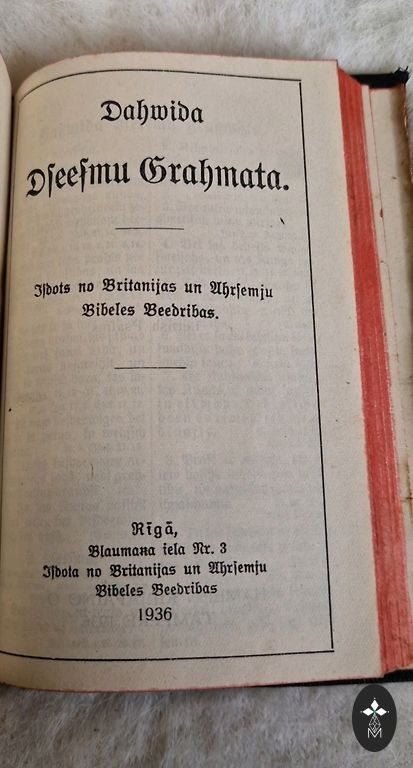 Dahwida
Dſeeſmu Grahmata.
Iſdots no Britanijas un Ahrſemju
Bibeles Beedribas.
Rīgā,
Blaumaņa iela Nr. 3
Iſdota no Britanijas un Ahrſemju
Bibeles Beedribas
1936
M